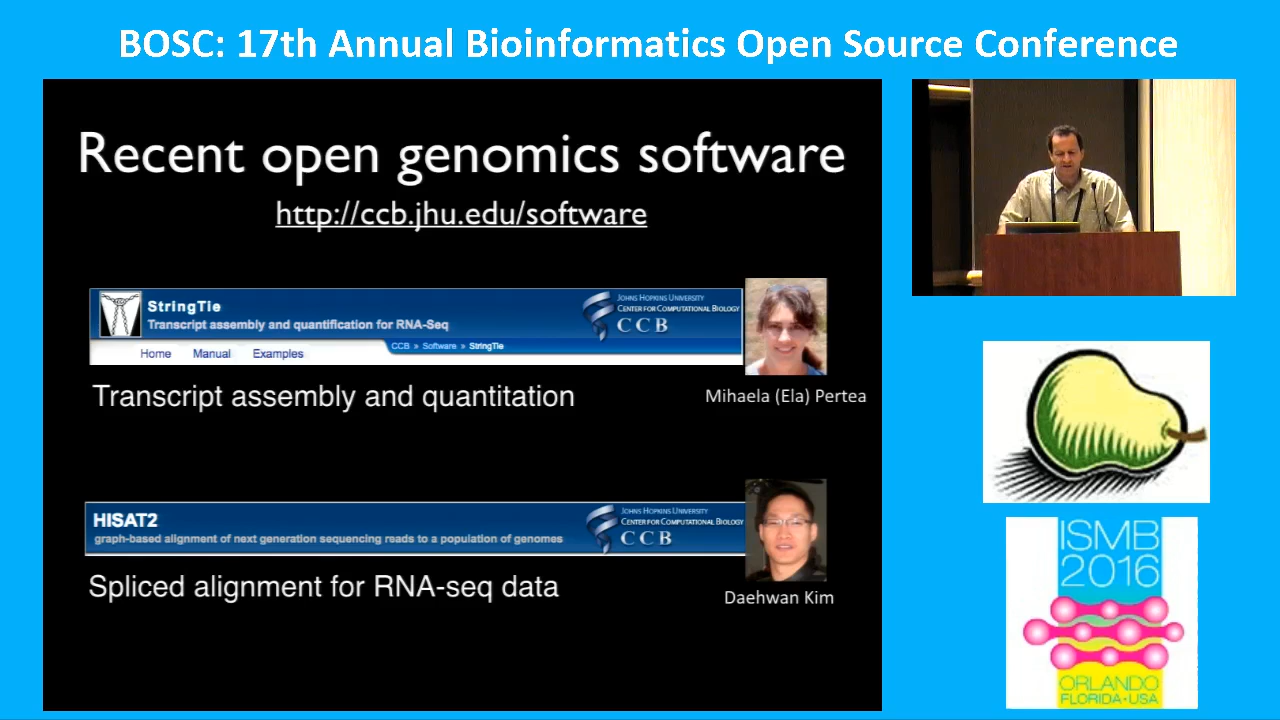 BOSC: 17th Annual Bioinformatics Open Source Conference
Recent open genomics software
http://ccb.jhu.edu/software
StringTie
Transcript assembly and quantification for RNA-Seq
JOHNS HOPKINS UNIVERSITY
CENTER FOR COMPUTATIONAL BIOLOGY
CCB
Home Manual Examples
CCB » Software » StringTie
Transcript assembly and quantitation
Mihaela (Ela) Pertea
HISAT2
graph-based alignment of next generation sequencing reads to a population of genomes
JOHNS HOPKINS UNIVERSITY
CENTER FOR COMPUTATIONAL BIOLOGY
CCB
Spliced alignment for RNA-seq data
Daehwan Kim
ISMB
2016
ORLANDO
FLORIDA • USA